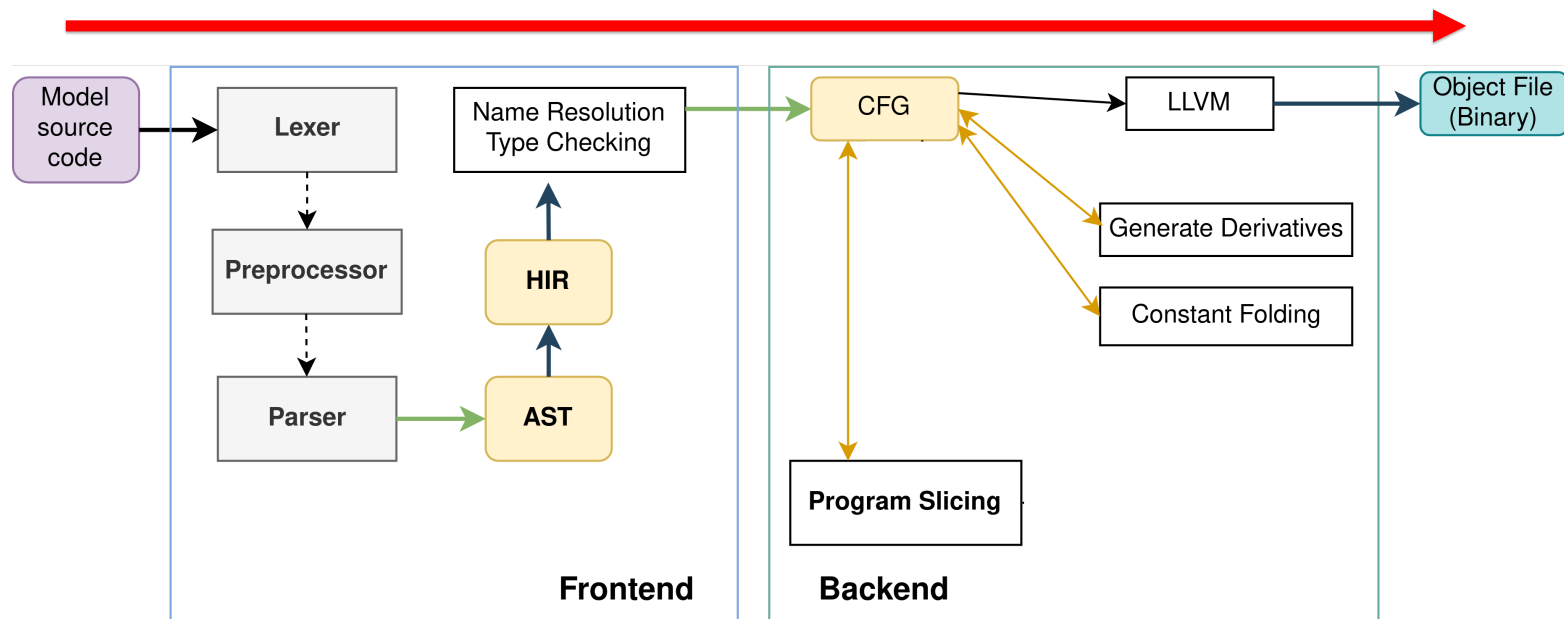 Model
source
code
Lexer
Preprocessor
Parser
AST
HIR
Name Resolution
Type Checking
Frontend
CFG
LLVM
Generate Derivatives
Constant Folding
Program Slicing
Backend
Object File
(Binary)